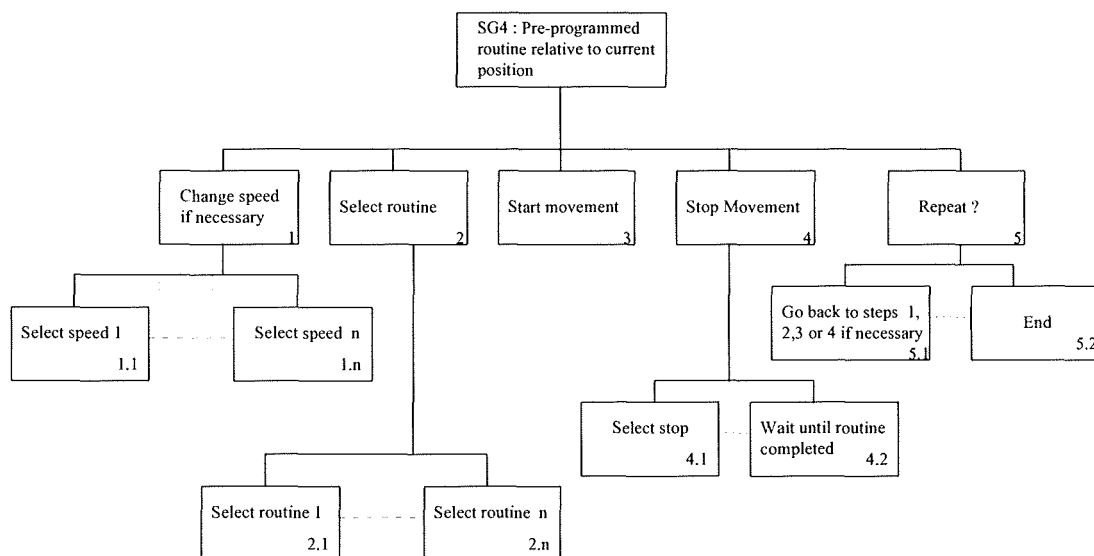 SG4 : Pre-programmed
routine relative to current
position
Change speed
if necessary
1
Select routine
2
Start movement
3
Stop Movement
4
Repeat ?
5
Select speed 1
1.1
Select speed n
1.n
Go back to steps 1,
2,3 or 4 if necessary
5.1
End
5.2
Select stop
4.1
Wait until routine
completed
4.2
Select routine 1
2.1
Select routine n
2.n